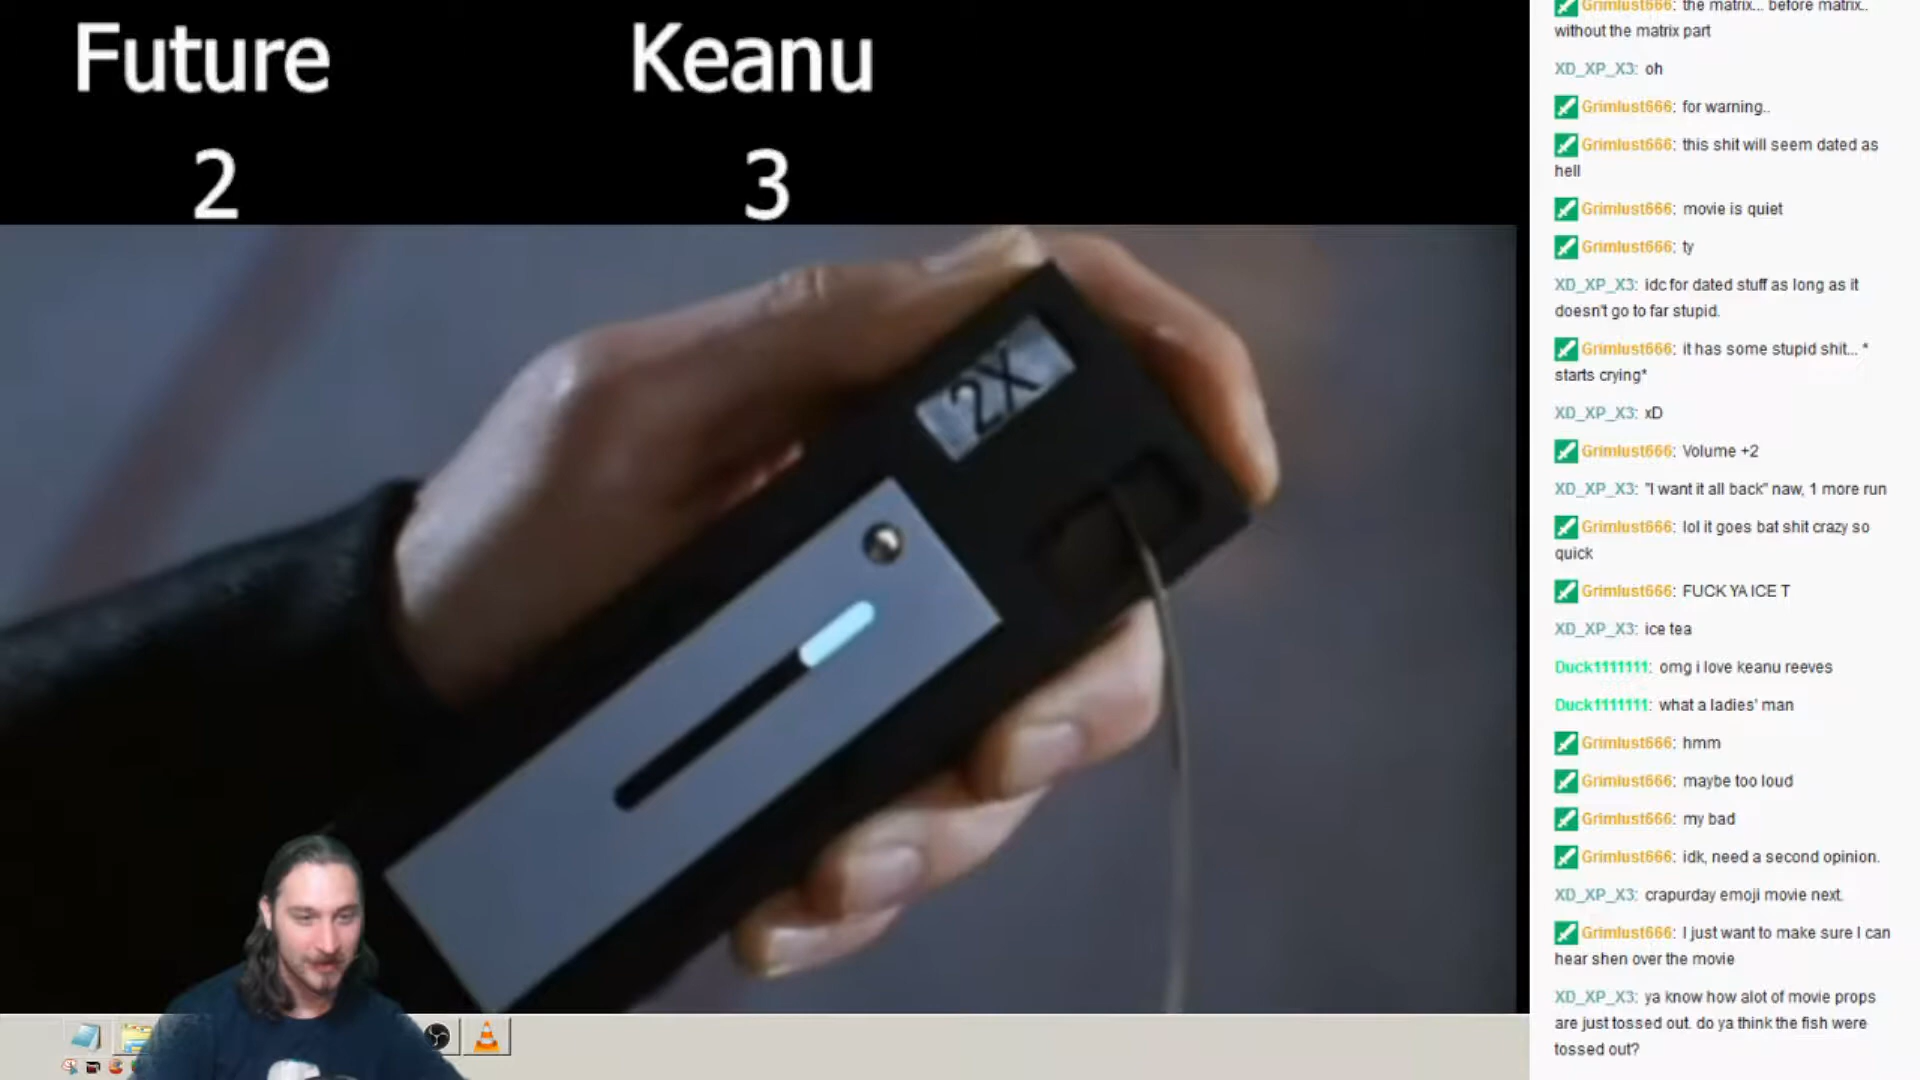 Future Keanu
2 3
2X
Grimlust666: the matrix... before matrix..
without the matrix part
XD_XP_X3: oh
Grimlust666: for warning..
Grimlust666: this shit will seem dated as
hell
Grimlust666: movie is quiet
Grimlust666: ty
XD_XP_X3: idc for dated stuff as long as it
doesn't go to far stupid.
Grimlust666: it has some stupid shit... *
starts crying*
XD_XP_X3: xD
Grimlust666: Volume +2
XD_XP_X3: "I want it all back" naw, 1 more run
Grimlust666: lol it goes bat shit crazy so
quick
Grimlust666: FUCK YA ICE T
XD_XP_X3: ice tea
Duck1111111: omg i love keanu reeves
Duck1111111: what a ladies' man
Grimlust666: hmm
Grimlust666: maybe too loud
Grimlust666: my bad
Grimlust666: idk, need a second opinion.
XD_XP_X3: crapurday emoji movie next.
Grimlust666: I just want to make sure I can
hear shen over the movie
XD_XP_X3: ya know how alot of movie props
are just tossed out. do ya think the fish were
tossed out?